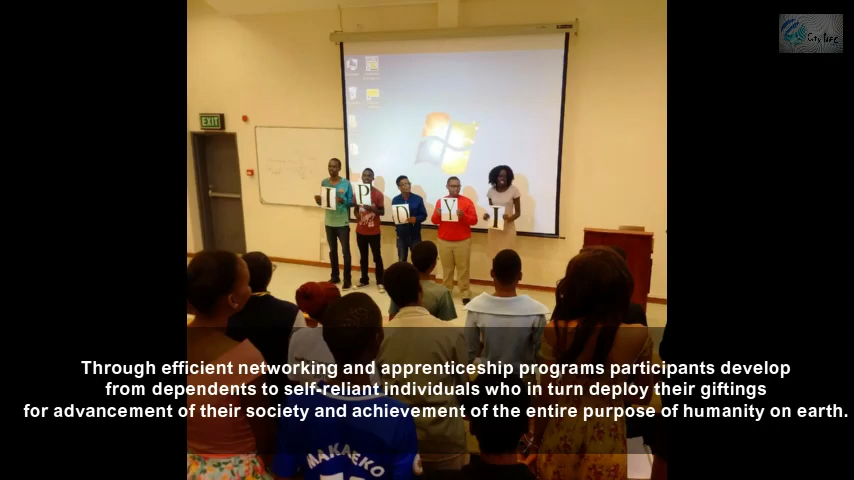 EXIT
I P D Y I
MAKAEKO
Through efficient networking and apprenticeship programs participants develop
from dependents to self-reliant individuals who in turn deploy their giftings
for advancement of their society and achievement of the entire purpose of humanity on earth.